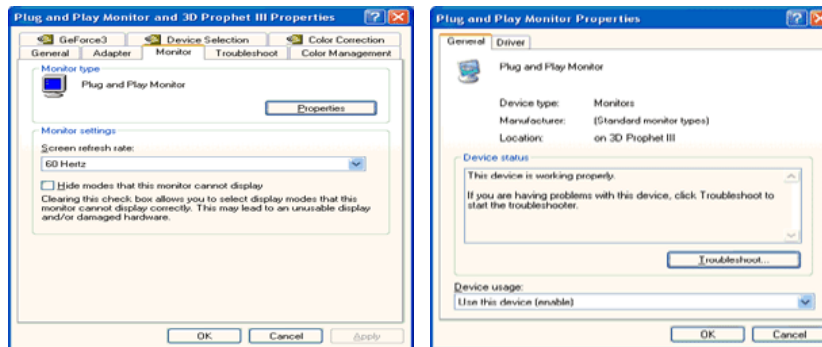 Plug and Play Monitor and 3D Prophet III Properties
GeForce3 Device Selection Color Correction
General Adapter Monitor Troubleshoot Color Management
Monitor type
Plug and Play Monitor
Properties
Monitor settings
Screen refresh rate:
60 Hertz
Hide modes that this monitor cannot display
Clearing this check box allows you to select display modes that this
monitor cannot display correctly. This may lead to an unusable display
and/or damaged hardware.
OK Cancel Apply
Plug and Play Monitor Properties
General Driver
Plug and Play Monitor
Device type: Monitors
Manufacturer: (Standard monitor types)
Location: on 3D Prophet III
Device status
This device is working properly.
If you are having problems with this device, click Troubleshoot to
start the troubleshooter.
Troubleshoot...
Device usage:
Use this device (enable)
OK Cancel